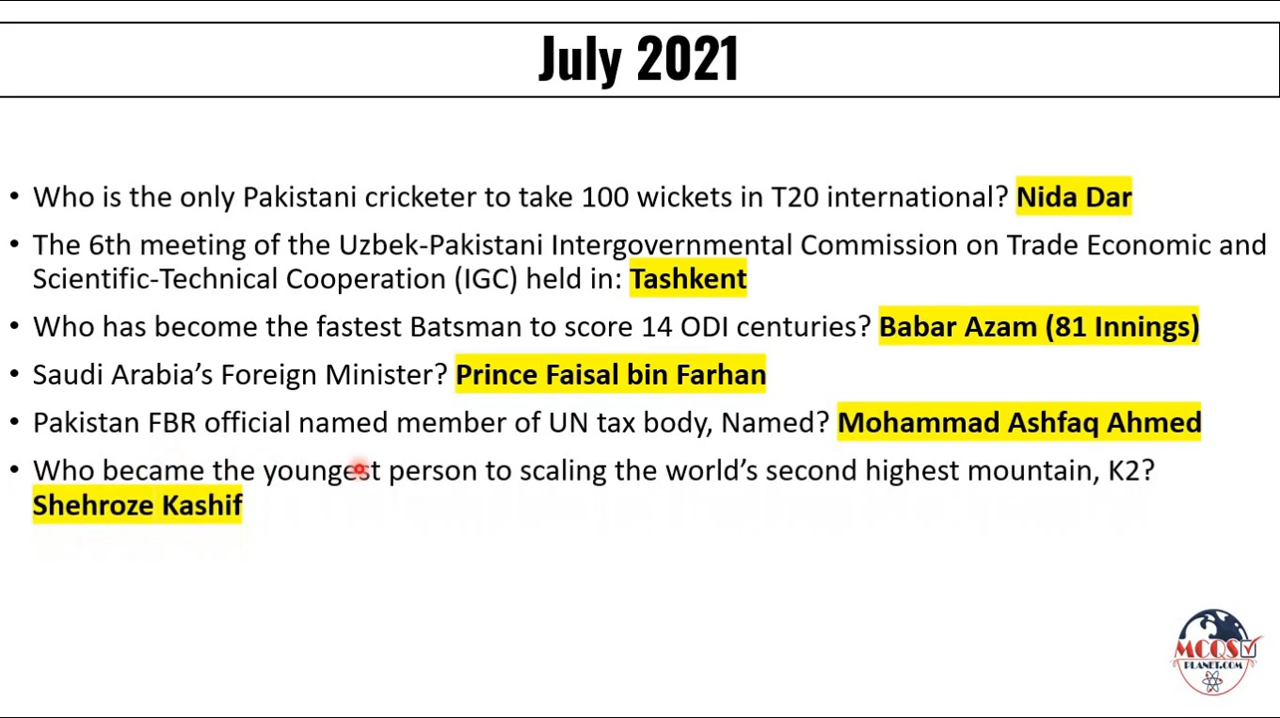 July 2021
• Who is the only Pakistani cricketer to take 100 wickets in T20 international? Nida Dar
• The 6th meeting of the Uzbek-Pakistani Intergovernmental Commission on Trade Economic and
Scientific-Technical Cooperation (IGC) held in: Tashkent
• Who has become the fastest Batsman to score 14 ODI centuries? Babar Azam (81 Innings)
• Saudi Arabia’s Foreign Minister? Prince Faisal bin Farhan
• Pakistan FBR official named member of UN tax body, Named? Mohammad Ashfaq Ahmed
• Who became the youngest person to scaling the world’s second highest mountain, K2?
Shehroze Kashif
MCQS
PLANET.COM